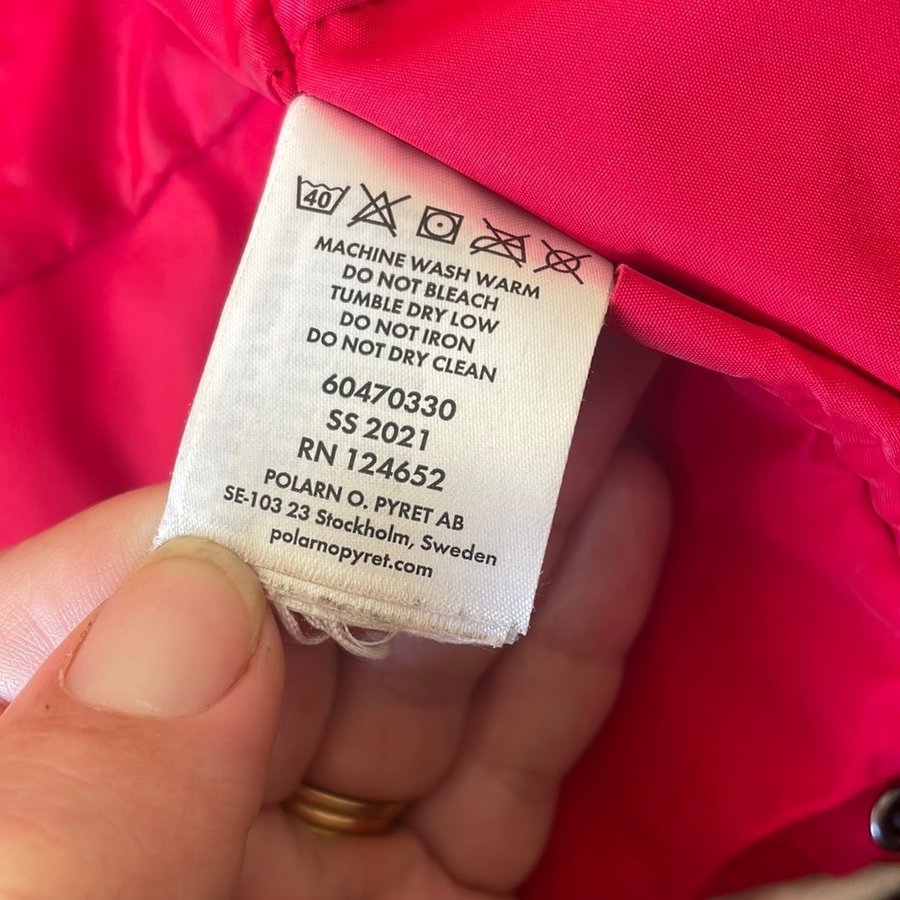 40
MACHINE WASH WARM
DO NOT BLEACH
TUMBLE DRY LOW
DO NOT IRON
DO NOT DRY CLEAN
60470330
SS 2021
RN 124652
POLARN O. PYRET AB
SE-103 23 Stockholm, Sweden
polarnopyret.com